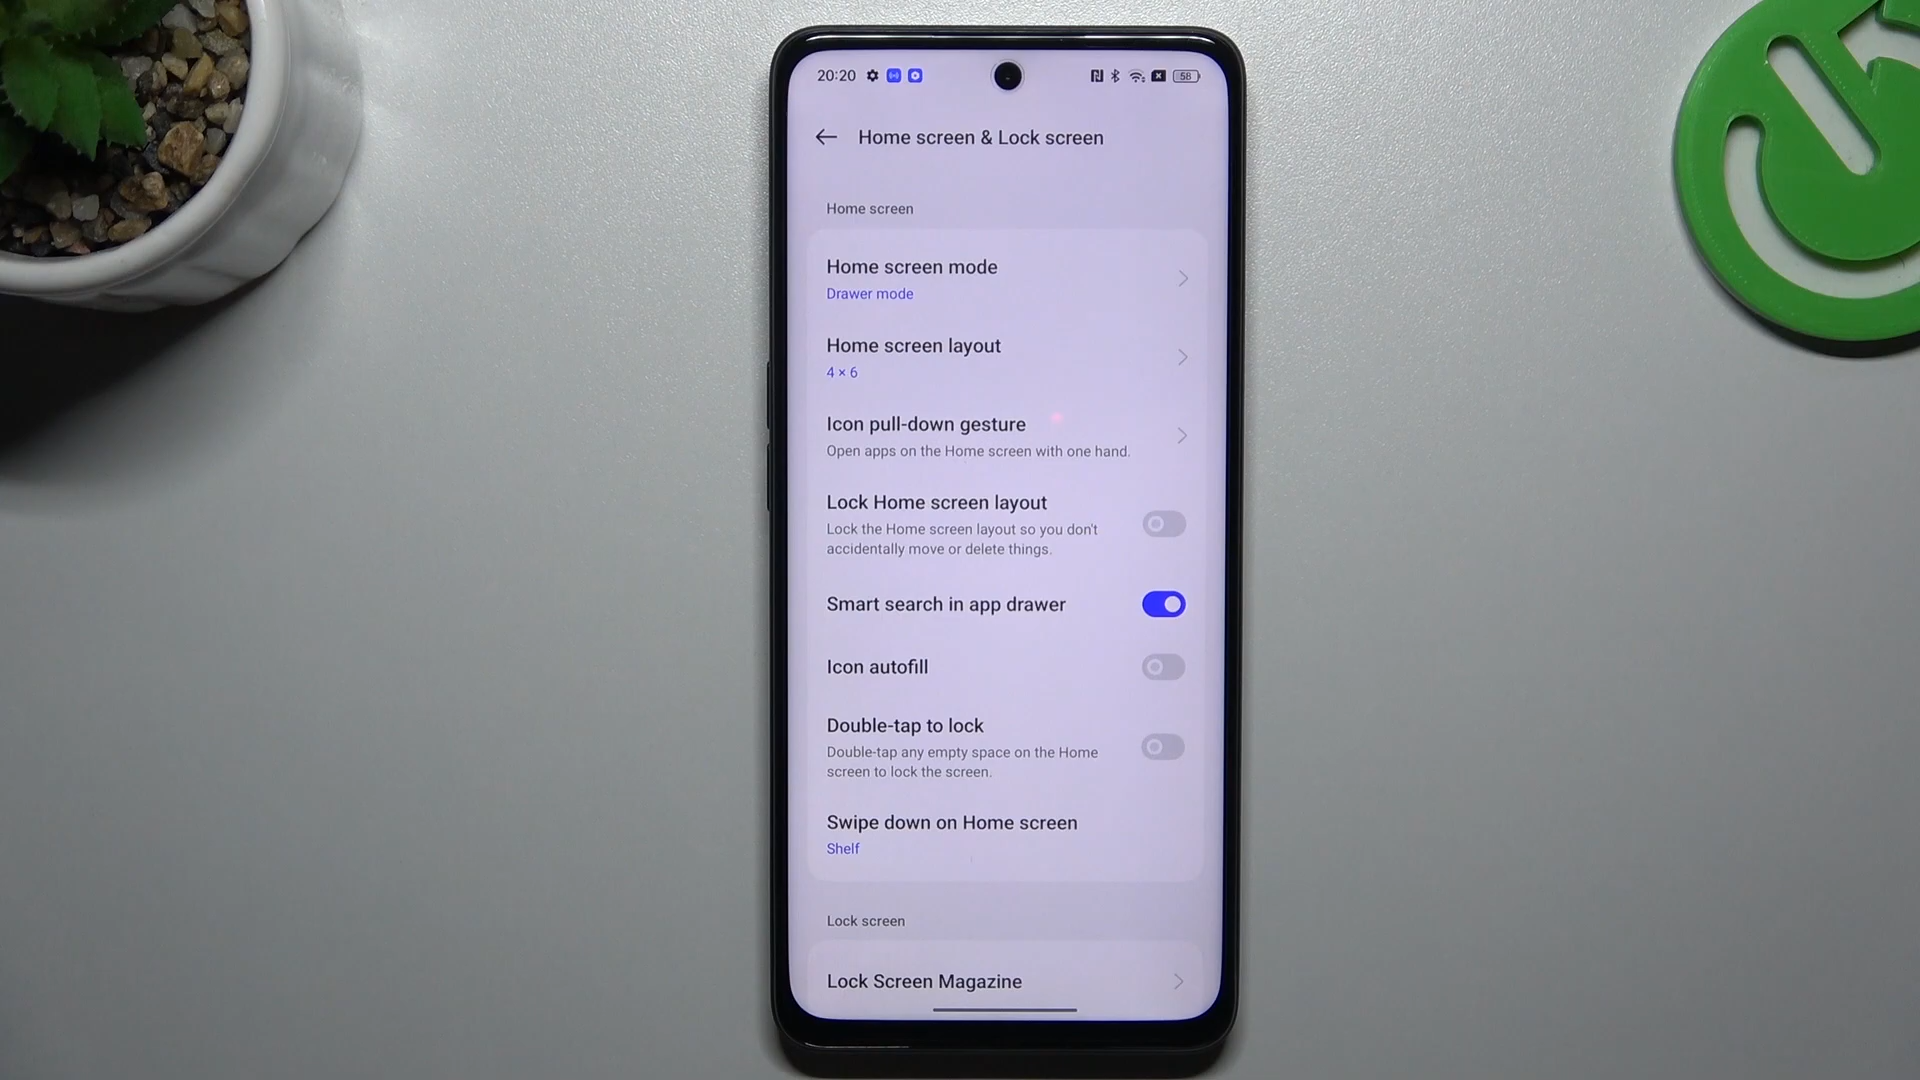 20:20
58
Home screen & Lock screen
Home screen
Home screen mode
Drawer mode
Home screen layout
4 × 6
Icon pull-down gesture
Open apps on the Home screen with one hand.
Lock Home screen layout
Lock the Home screen layout so you don't
accidentally move or delete things.
Smart search in app drawer
Icon autofill
Double-tap to lock
Double-tap any empty space on the Home
screen to lock the screen.
Swipe down on Home screen
Shelf
Lock screen
Lock Screen Magazine